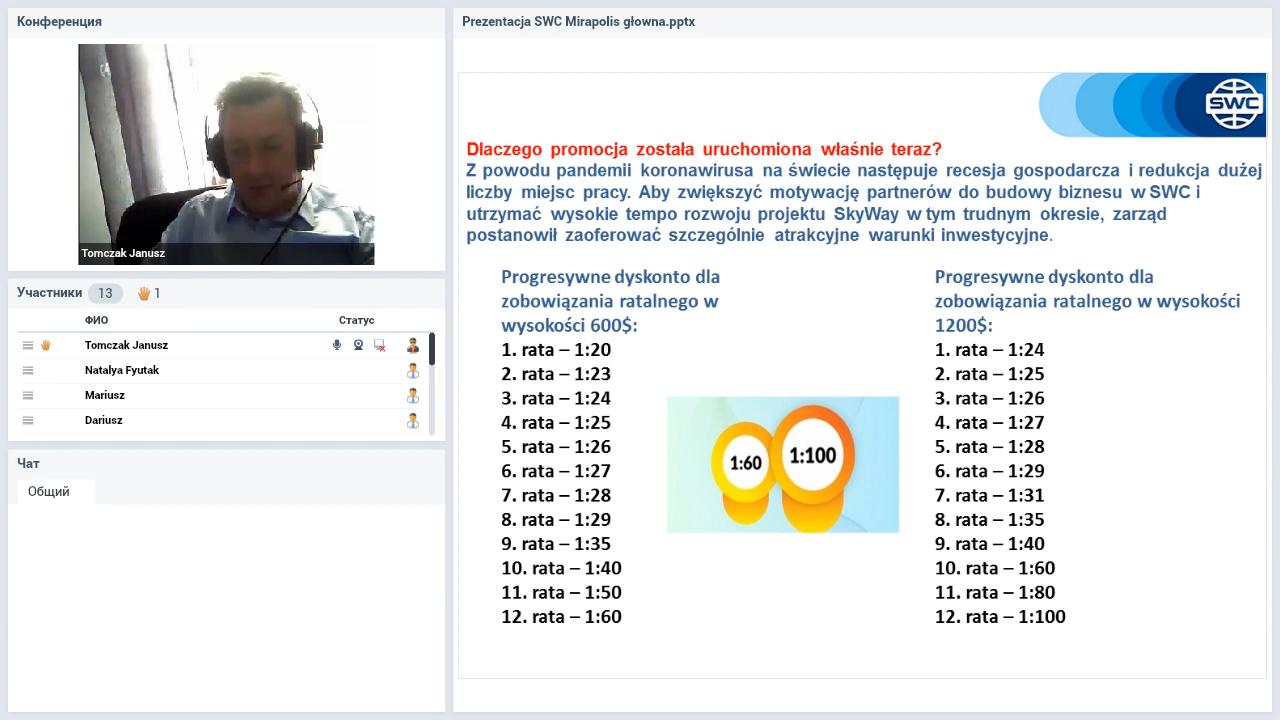 Конференция
Tomczak Janusz
Участники 13 1
ФИО Статус
Tomczak Janusz
Natalya Fyutak
Mariusz
Dariusz
Чат
Общий
Prezentacja SWC Mirapolis głowna.pptx
SWC
Dlaczego promocja została uruchomiona właśnie teraz?
Z powodu pandemii koronawirusa na świecie następuje recesja gospodarcza i redukcja dużej
liczby miejsc pracy. Aby zwiększyć motywację partnerów do budowy biznesu w SWC i
utrzymać wysokie tempo rozwoju projektu SkyWay w tym trudnym okresie, zarząd
postanowił zaoferować szczególnie atrakcyjne warunki inwestycyjne.
Progresywne dyskonto dla
zobowiązania ratalnego w
wysokości 600$:
1. rata – 1:20
2. rata – 1:23
3. rata – 1:24
4. rata – 1:25
5. rata – 1:26
6. rata – 1:27
7. rata – 1:28
8. rata – 1:29
9. rata – 1:35
10. rata – 1:40
11. rata – 1:50
12. rata – 1:60
1:60
1:100
Progresywne dyskonto dla
zobowiązania ratalnego w wysokości
1200$:
1. rata – 1:24
2. rata – 1:25
3. rata – 1:26
4. rata – 1:27
5. rata – 1:28
6. rata – 1:29
7. rata – 1:31
8. rata – 1:35
9. rata – 1:40
10. rata – 1:60
11. rata – 1:80
12. rata – 1:100